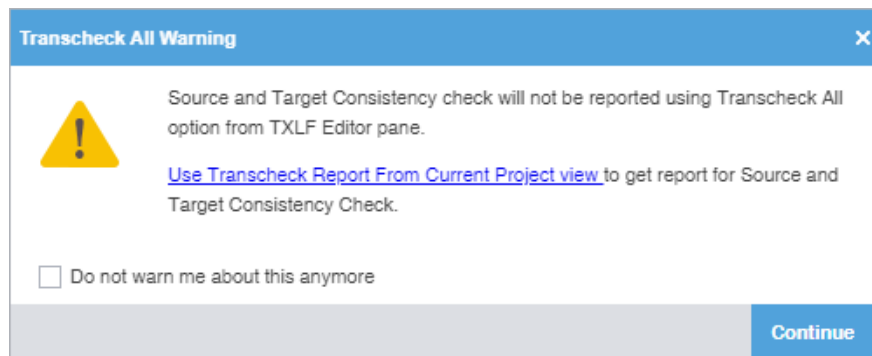 Transcheck All Warning
Source and Target Consistency check will not be reported using Transcheck All
option from TXLF Editor pane.
Use Transcheck Report From Current Project view to get report for Source and
Target Consistency Check.
Do not warn me about this anymore
Continue